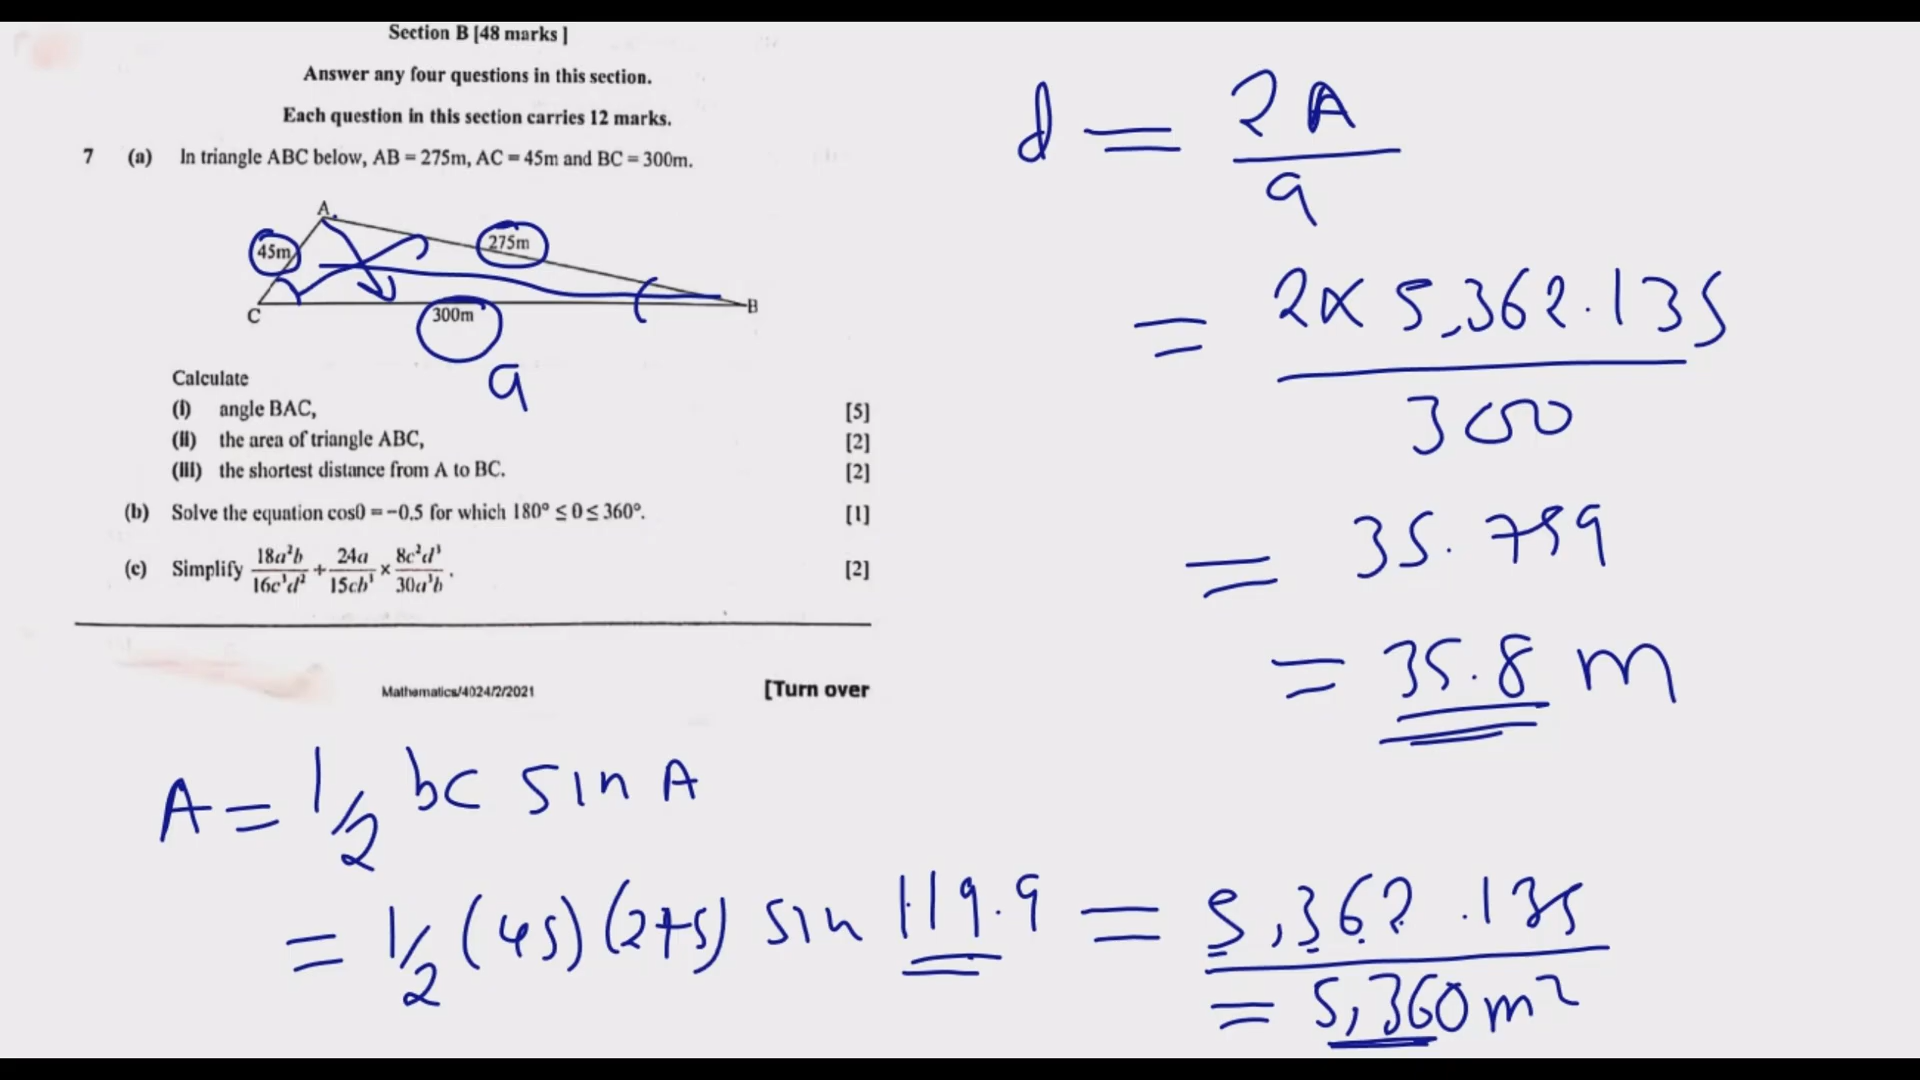 Section B [48 marks ]
Answer any four questions in this section.
Each question in this section carries 12 marks.
7 (a) In triangle ABC below, AB = 275m, AC = 45m and BC = 300m.
A
45m
275m
C
300m
B
a
Calculate
(i) angle BAC, [5]
(ii) the area of triangle ABC, [2]
(iii) the shortest distance from A to BC. [2]
(b) Solve the equation cosθ = −0.5 for which 180° ≤ θ ≤ 360°. [1]
(c) Simplify 18a²b/16c³d² + 24a/15cb³ × 8c²d³/30a³b . [2]
Mathematics/4024/2/2021 [Turn over
d = 2A/a
= 2x 5,362.135/300
= 35.759
= 35.8 m
A = 1/2 bc sin A
= 1/2 (45)(275) sin 119.9 = 5,362.135
= 5,360 m²